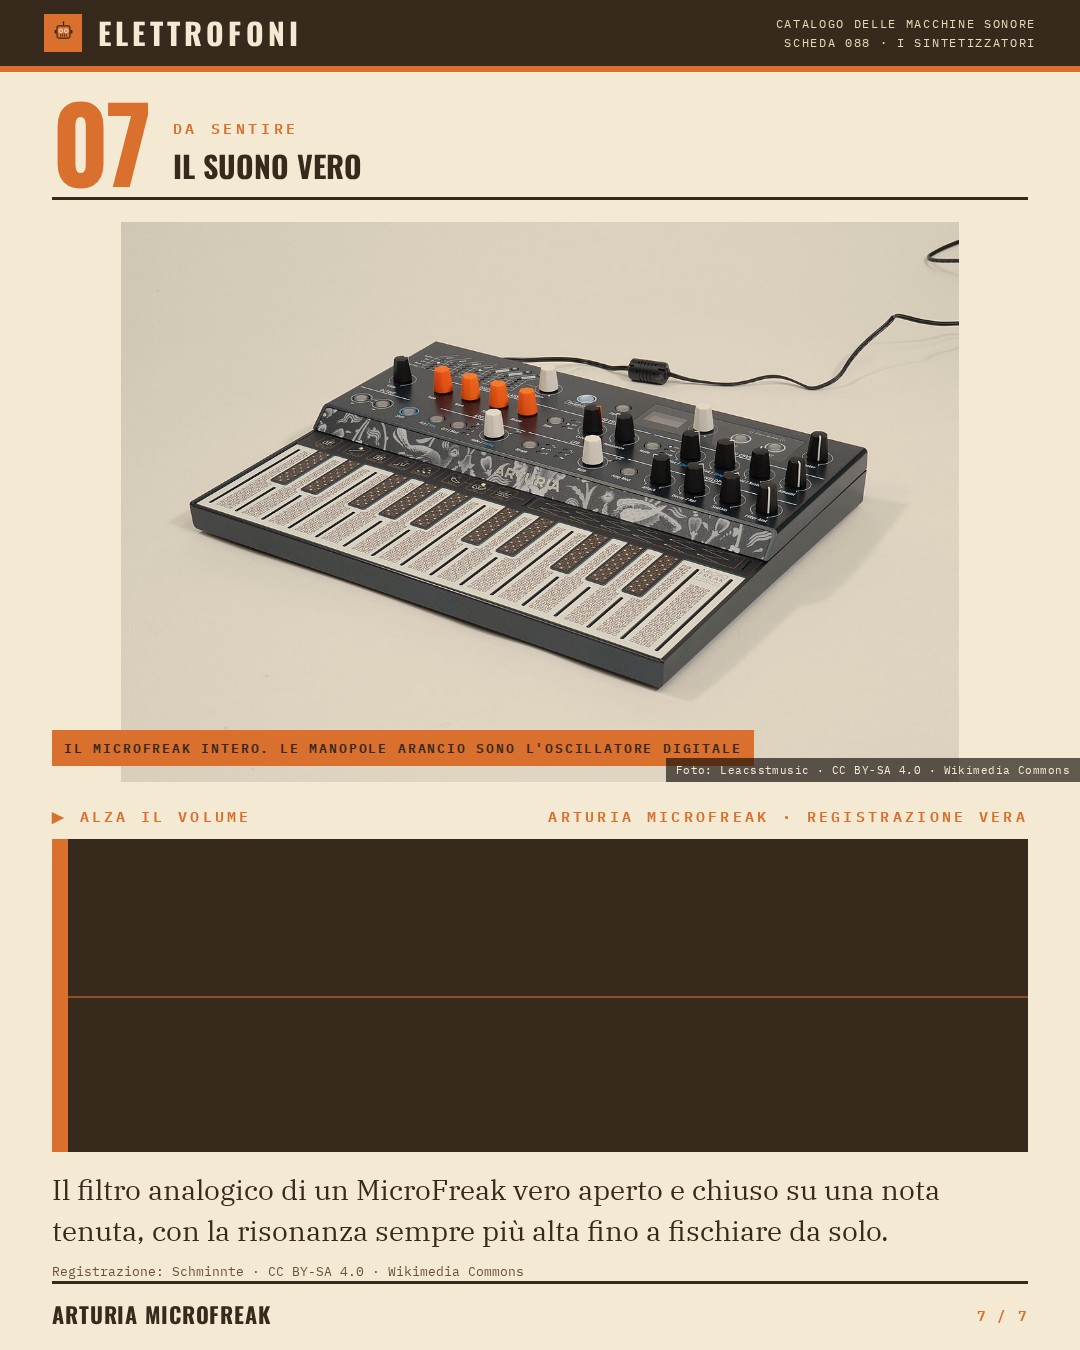 ELETTROFONI
CATALOGO DELLE MACCHINE SONORE
SCHEDA 088 · I SINTETIZZATORI
07
DA SENTIRE
IL SUONO VERO
ARTURIA
IL MICROFREAK INTERO. LE MANOPOLE ARANCIO SONO L'OSCILLATORE DIGITALE
Foto: Leacsstmusic · CC BY-SA 4.0 · Wikimedia Commons
▶ ALZA IL VOLUME
ARTURIA MICROFREAK · REGISTRAZIONE VERA
Il filtro analogico di un MicroFreak vero aperto e chiuso su una nota
tenuta, con la risonanza sempre più alta fino a fischiare da solo.
Registrazione: Schminnte · CC BY-SA 4.0 · Wikimedia Commons
ARTURIA MICROFREAK
7 / 7